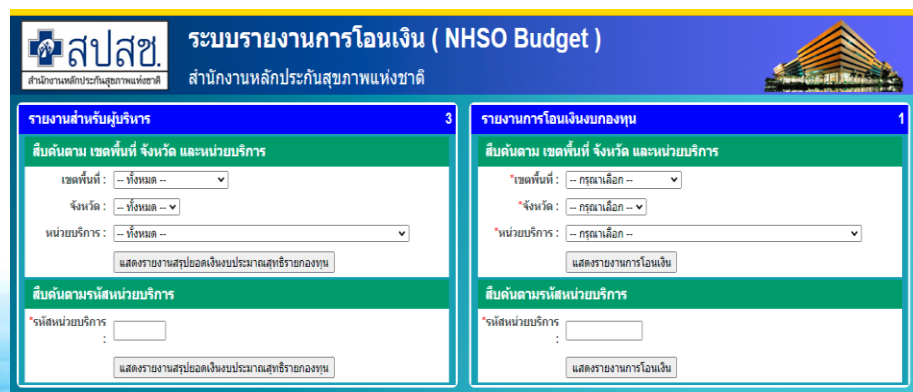 สปสช.
สำนักงานหลักประกันสุขภาพแห่งชาติ
ระบบรายงานการโอนเงิน ( NHSO Budget )
สำนักงานหลักประกันสุขภาพแห่งชาติ
รายงานสำหรับผู้บริหาร 3
สืบค้นตาม เขตพื้นที่ จังหวัด และหน่วยบริการ
เขตพื้นที่ : -- ทั้งหมด --
จังหวัด : -- ทั้งหมด --
หน่วยบริการ : -- ทั้งหมด --
แสดงรายงานสรุปยอดเงินงบประมาณสุทธิรายกองทุน
สืบค้นตามรหัสหน่วยบริการ
*รหัสหน่วยบริการ
:
แสดงรายงานสรุปยอดเงินงบประมาณสุทธิรายกองทุน
รายงานการโอนเงินงบกองทุน 1
สืบค้นตาม เขตพื้นที่ จังหวัด และหน่วยบริการ
*เขตพื้นที่ : -- กรุณาเลือก --
*จังหวัด : -- กรุณาเลือก --
*หน่วยบริการ : -- กรุณาเลือก --
แสดงรายงานการโอนเงิน
สืบค้นตามรหัสหน่วยบริการ
*รหัสหน่วยบริการ
:
แสดงรายงานการโอนเงิน